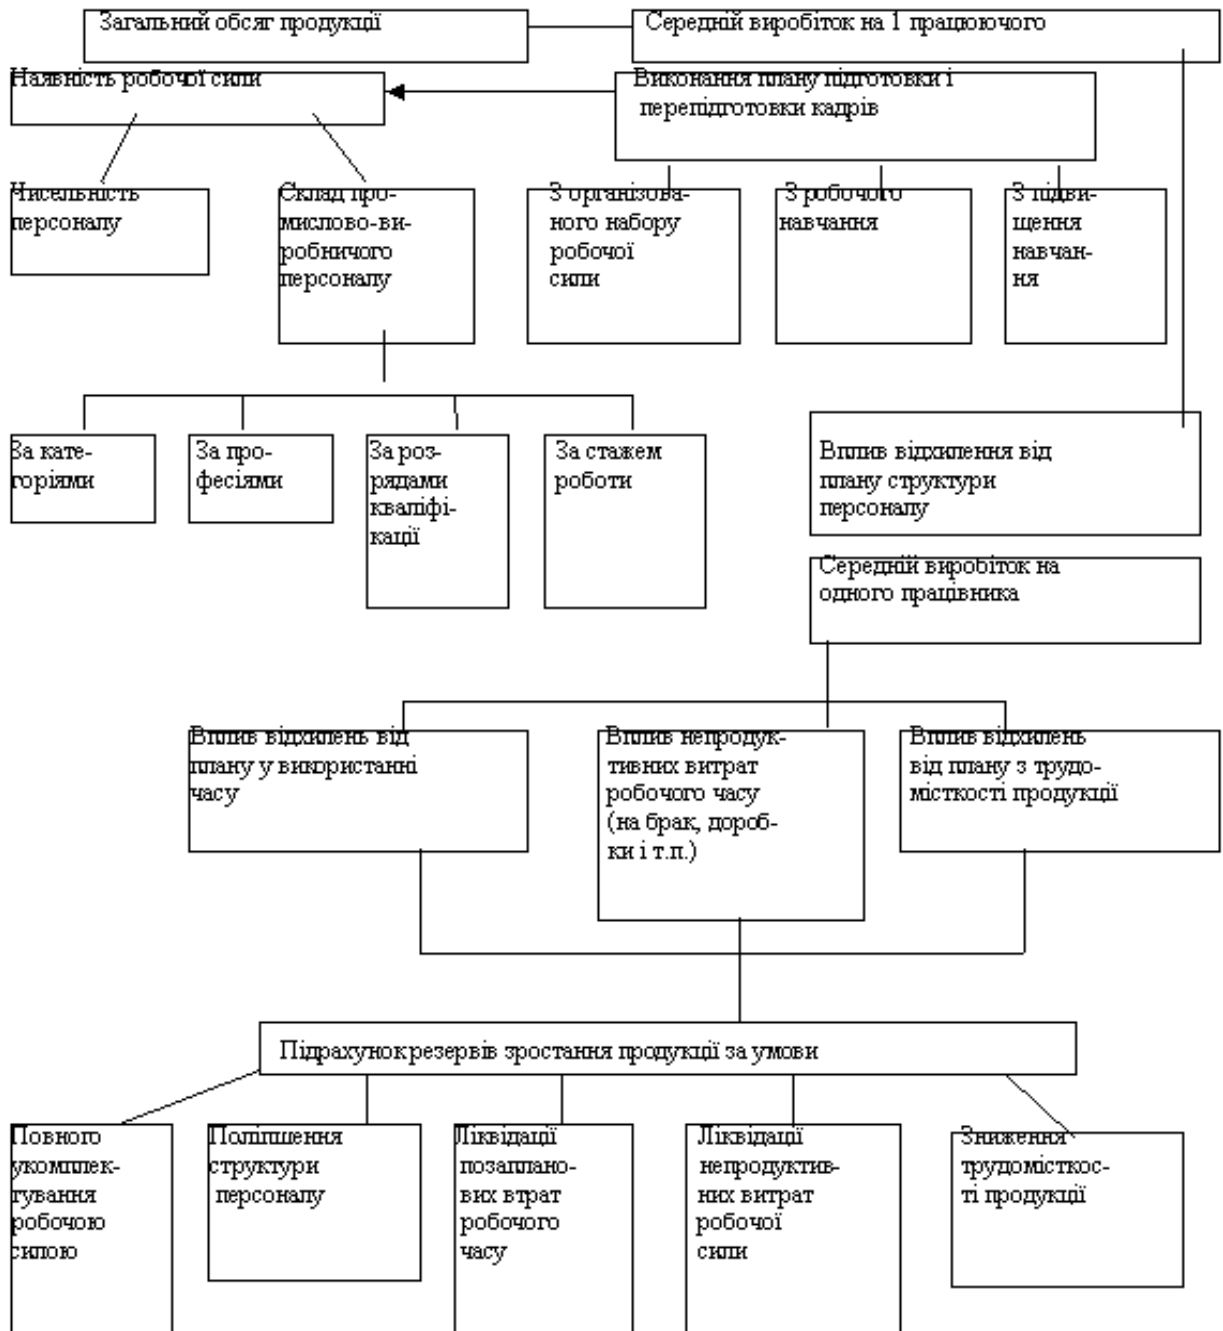 Загальний обсяг продукції
Середній виробіток на 1 працюючого
Наявність робочої сили
Виконання плану підготовки і
перепідготовки кадрів
Чисельність
персоналу
Склад про-
мислово-ви-
робничого
персоналу
З організова-
ного набору
робочої
сили
З робочого
навчання
З підви-
щення
навчан-
ня
За кате-
горіями
За про-
фесіями
За роз-
рядами
кваліфі-
кації
За стажем
роботи
Вплив відхилення від
плану структури
персоналу
Середній виробіток на
одного працівника
Вплив відхилень від
плану у використанні
часу
Вплив непродук-
тивних витрат
робочого часу
(на брак, дороб-
ки і т.п.)
Вплив відхилень
від плану з трудо-
місткості продукції
Підрахунок резервів зростання продукції за умови
Повного
укомплек-
тування
робочою
силою
Поліпшення
структури
персоналу
Ліквідації
позаплано-
вих втрат
робочого
часу
Ліквідації
непродуктив-
них витрат
робочої
сили
Зниження
трудомісткос-
ті продукції